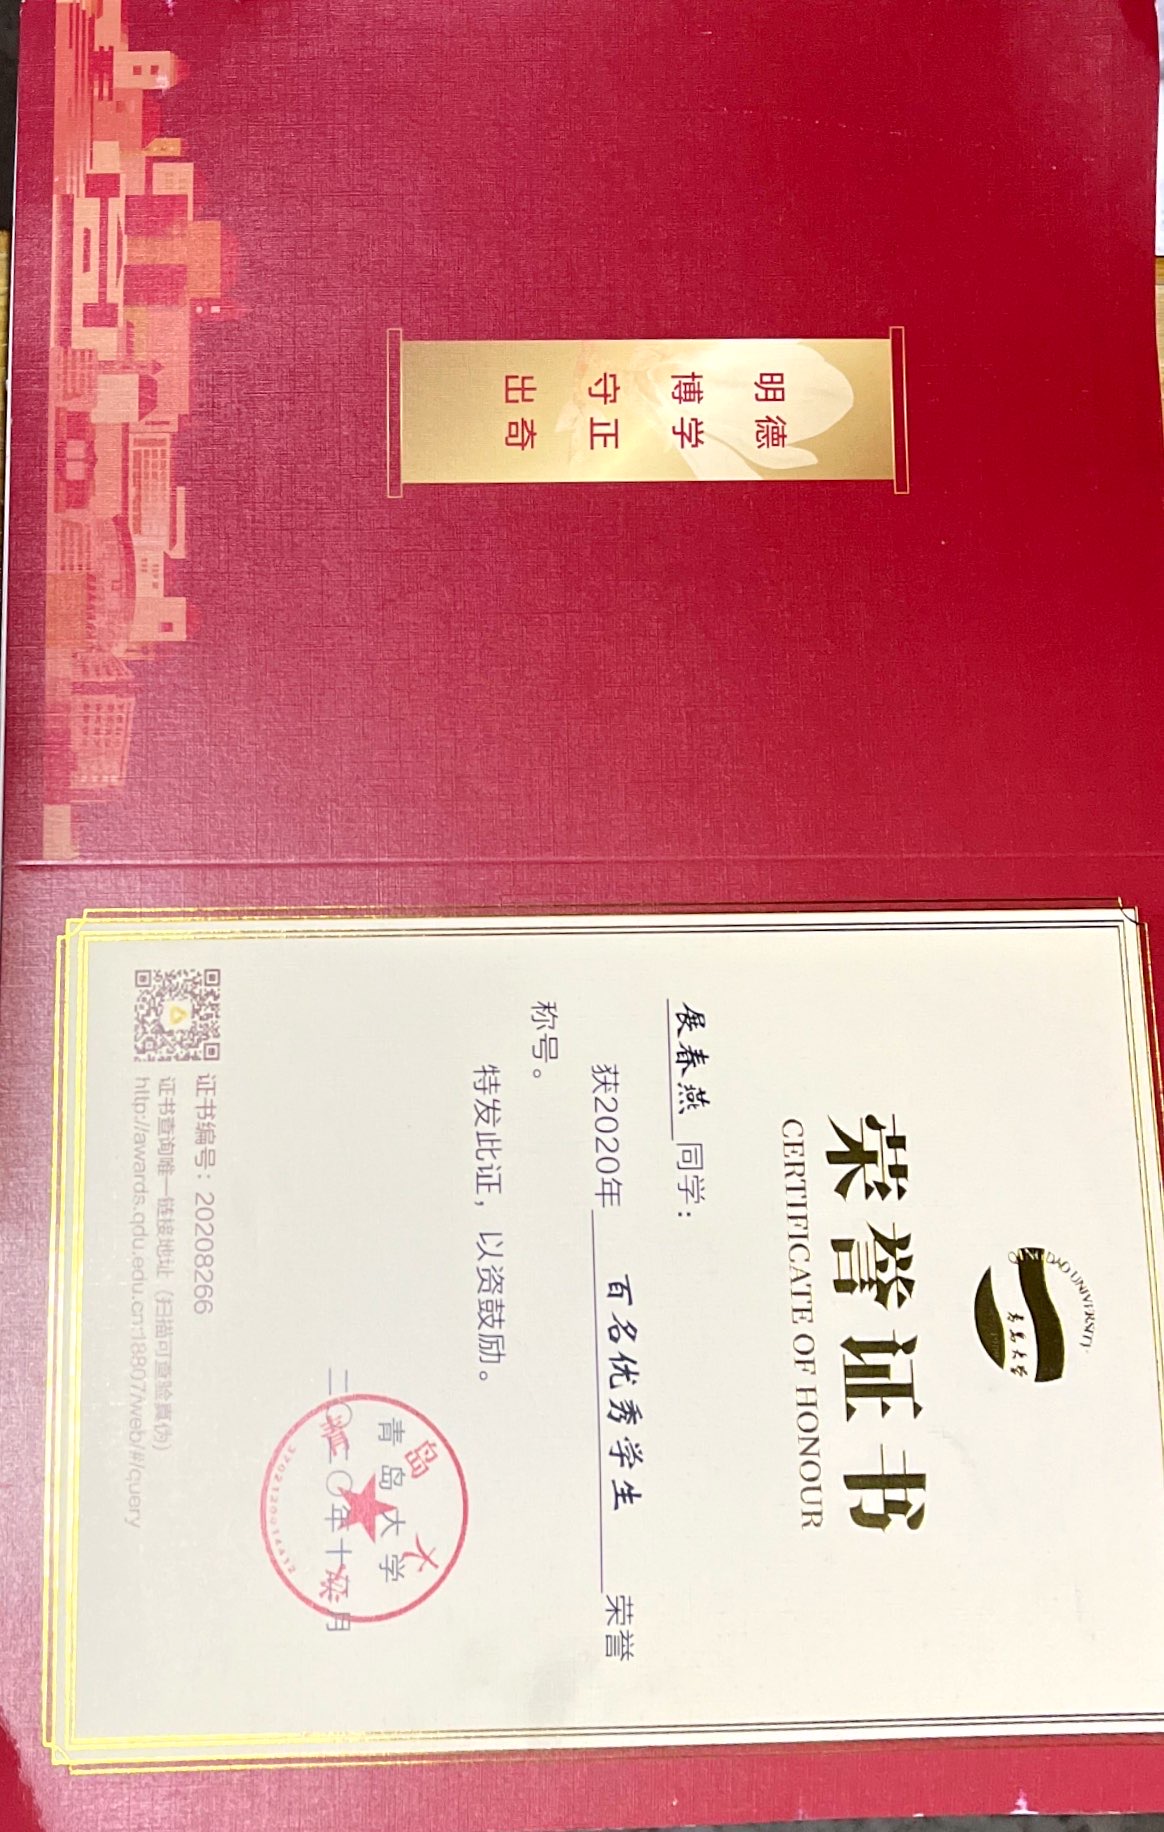 明德
博学
守正
出奇
QINGDAO UNIVERSITY
青岛大学
荣誉证书
CERTIFICATE OF HONOUR
展春燕同学：
获2020年百名优秀学生荣誉
称号。
特发此证，以资鼓励。
青岛大学
青岛大学
二〇二〇年十 月
3702120014412
证书编号：20208266
证书查询唯一链接地址（扫描可查验真伪）
http://awards.qdu.edu.cn:18807/web/#/query